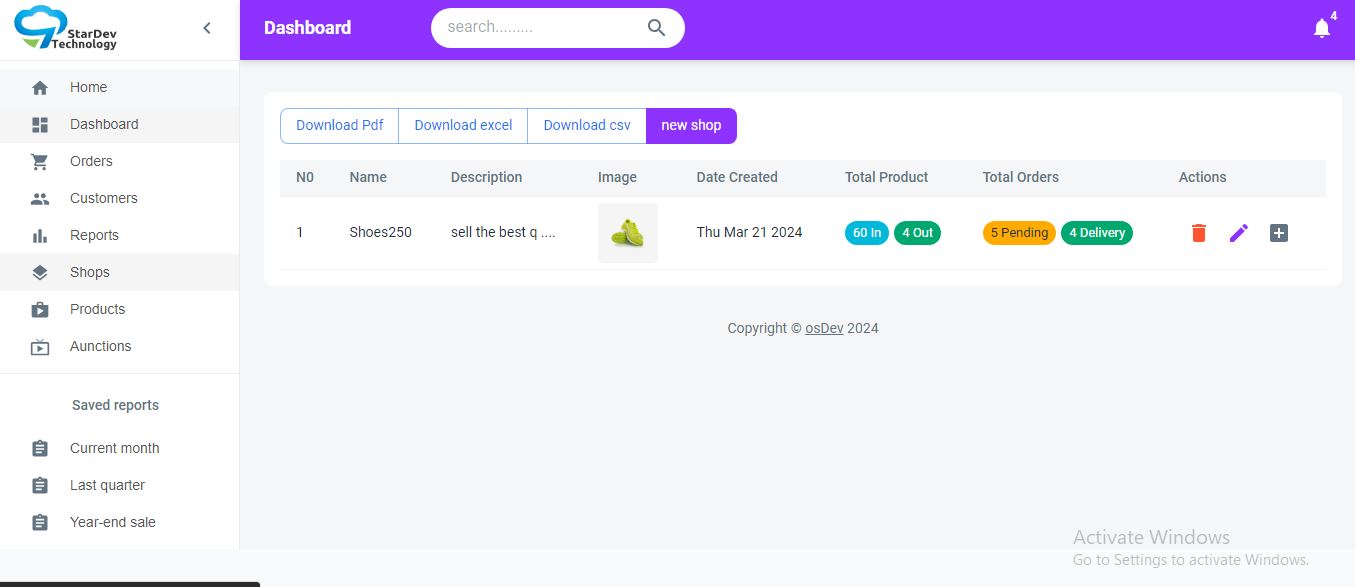 StarDev
Technology
Dashboard
search.........
4
Home
Dashboard
Orders
Customers
Reports
Shops
Products
Aunctions
Saved reports
Current month
Last quarter
Year-end sale
Download Pdf Download excel Download csv new shop
N0 Name Description Image Date Created Total Product Total Orders Actions
1 Shoes250 sell the best q .... Thu Mar 21 2024 60 In 4 Out 5 Pending 4 Delivery
Copyright © osDev 2024
Activate Windows
Go to Settings to activate Windows.